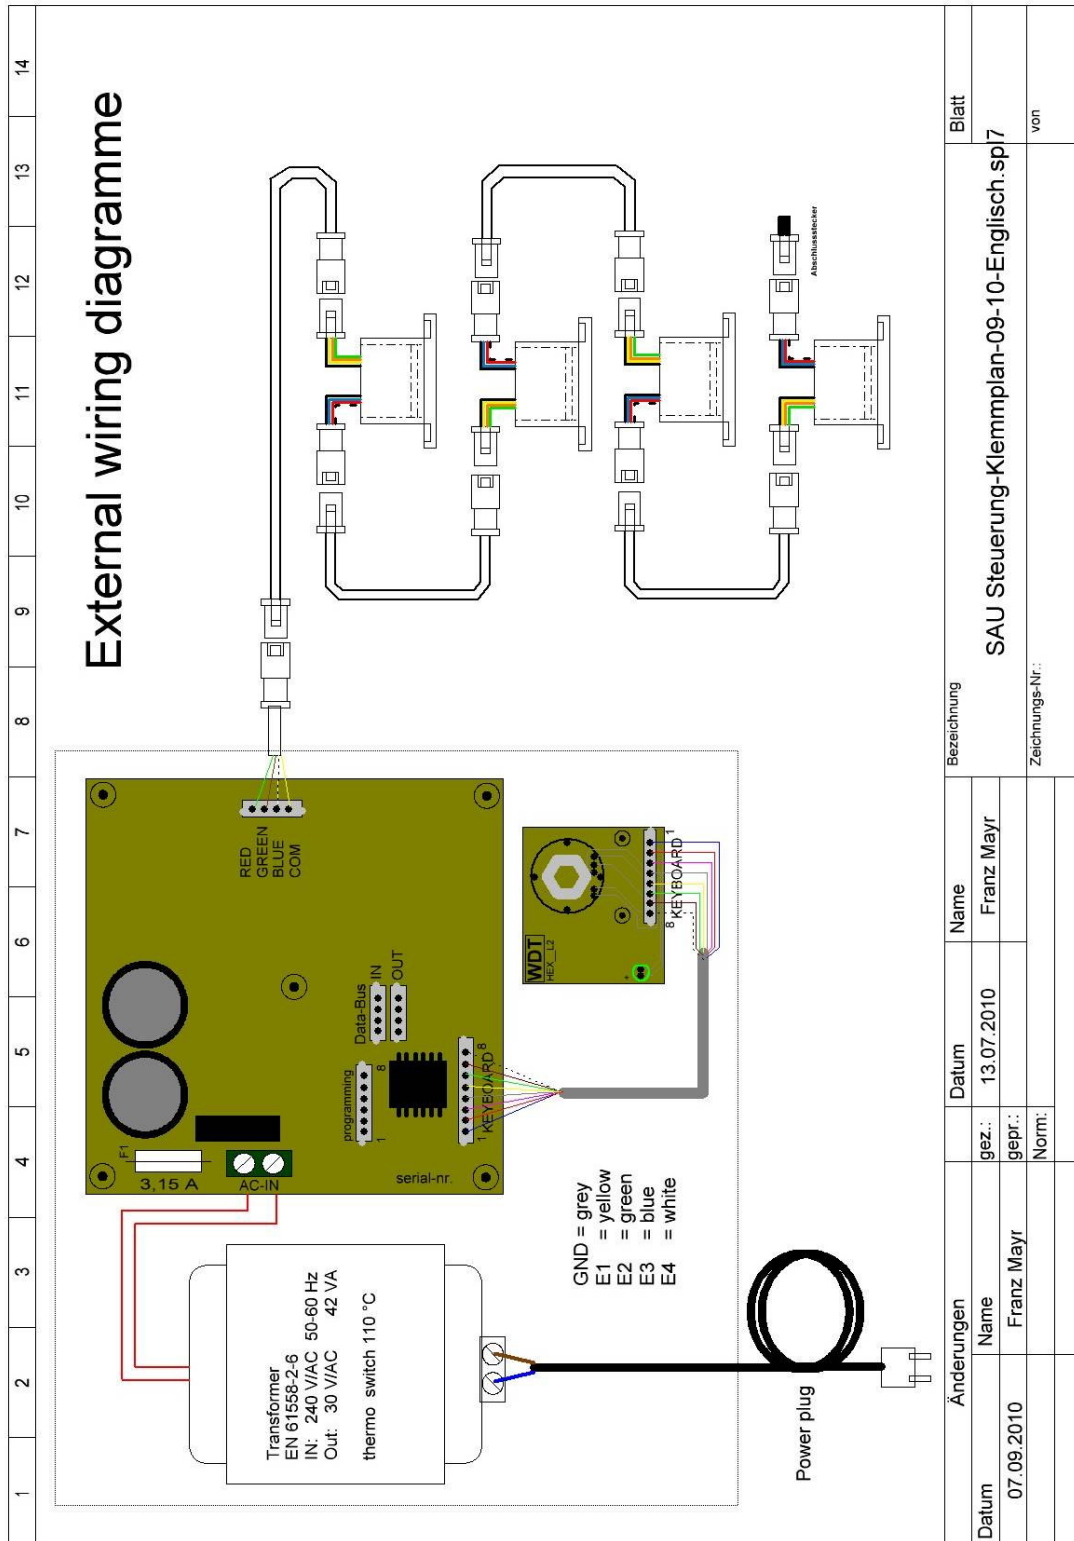 1 2 3 4 5 6 7 8 9 10 11 12 13 14
External wiring diagramme
Transformer
EN 61558-2-6
IN: 240 V/AC 50-60 Hz
Out: 30 V/AC 42 VA
thermo switch 110 °C
F1
3,15 A
AC-IN
serial-nr.
programming
1 8
Data-Bus
IN
OUT
KEYBOARD
1 8
RED
GREEN
BLUE
COM
WDT
HEX__L2
+
KEYBOARD
8 1
GND = grey
E1 = yellow
E2 = green
E3 = blue
E4 = white
Power plug
Abschlussstecker
Änderungen
Datum Name
07.09.2010 Franz Mayr
Datum Name
gez.: 13.07.2010 Franz Mayr
gepr.:
Norm:
Bezeichnung
SAU Steuerung-Klemmplan-09-10-Englisch.spl7
Zeichnungs-Nr.:
Blatt
von